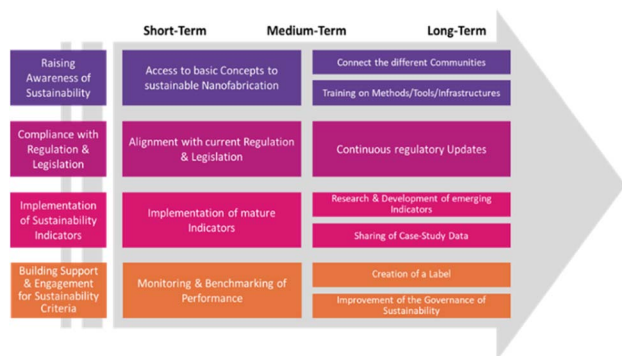 Short-Term Medium-Term Long-Term
Raising
Awareness of
Sustainability
Access to basic Concepts to
sustainable Nanofabrication
Connect the different Communities
Training on Methods/Tools/Infrastructures
Compliance with
Regulation &
Legislation
Alignment with current Regulation
& Legislation
Continuous regulatory Updates
Implementation
of Sustainability
Indicators
Implementation of mature
Indicators
Research & Development of emerging
Indicators
Sharing of Case-Study Data
Building Support
& Engagement
for Sustainability
Criteria
Monitoring & Benchmarking of
Performance
Creation of a Label
Improvement of the Governance of
Sustainability